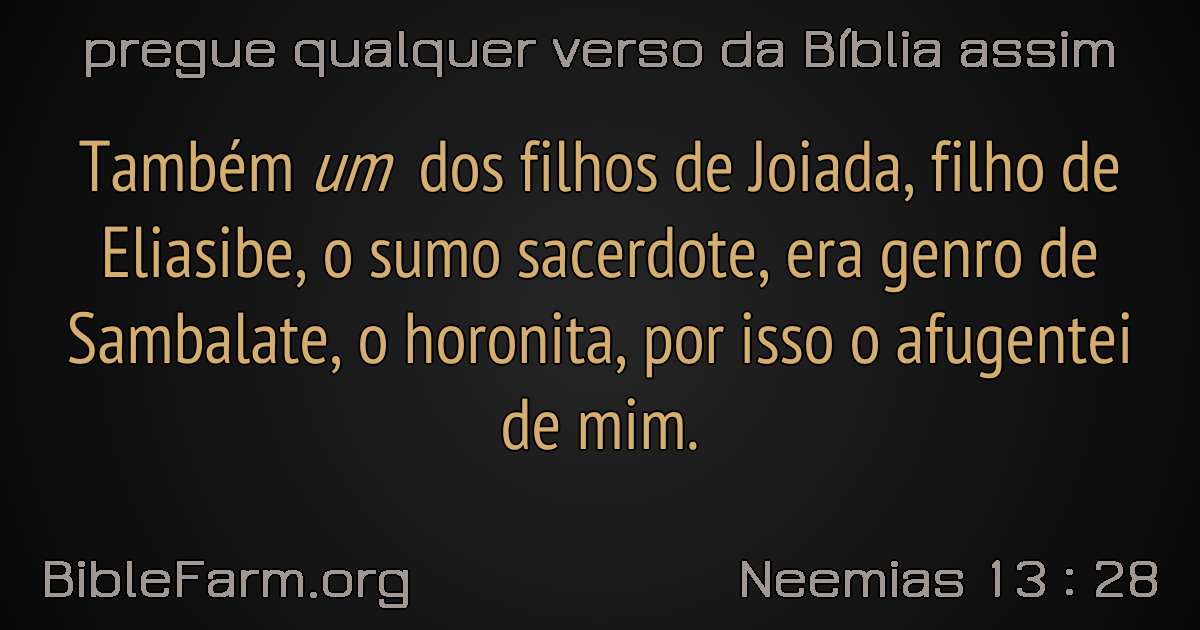 pregue qualquer verso da Bíblia assim
Também um dos filhos de Joiada, filho de
Eliasibe, o sumo sacerdote, era genro de
Sambalate, o horonita, por isso o afugentei
de mim.
BibleFarm.org
Neemias 13 : 28